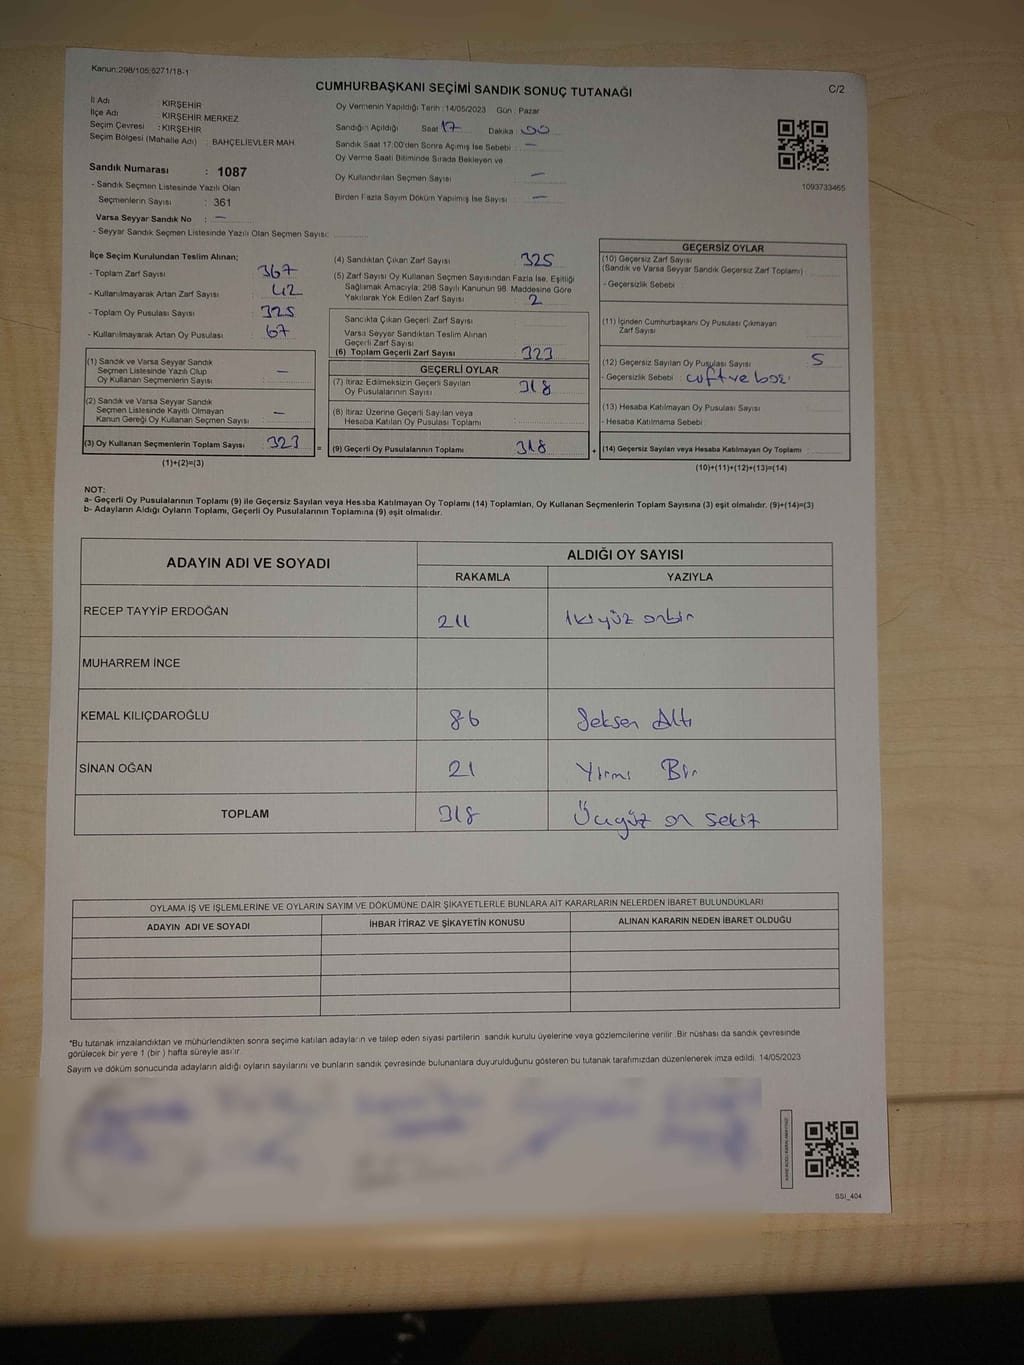 Kanun:298/105;6271/18-1
CUMHURBAŞKANI SEÇİMİ SANDIK SONUÇ TUTANAĞI
C/2
İl Adı : KIRŞEHİR
İlçe Adı : KIRŞEHİR MERKEZ
Seçim Çevresi : KIRŞEHİR
Seçim Bölgesi (Mahalle Adı) : BAHÇELİEVLER MAH.
Sandık Numarası : 1087
- Sandık Seçmen Listesinde Yazılı Olan
Seçmenlerin Sayısı : 361
Varsa Seyyar Sandık No : —
- Seyyar Sandık Seçmen Listesinde Yazılı Olan Seçmen Sayısı:
Oy Vermenin Yapıldığı Tarih : 14/05/2023 Gün : Pazar
Sandığın Açıldığı Saat 17 Dakika 00
Sandık Saat 17:00'den Sonra Açımış İse Sebebi : —
Oy Verme Saati Bitiminde Sırada Bekleyen ve
Oy Kullandırılan Seçmen Sayısı : —
Birden Fazla Sayım Döküm Yapılmış İse Sayısı : —
1093733465
İlçe Seçim Kurulundan Teslim Alınan;
- Toplam Zarf Sayısı 367
- Kullanılmayarak Artan Zarf Sayısı : 42
- Toplam Oy Pusulası Sayısı : 325
- Kullanılmayarak Artan Oy Pusulası : 67
(1) Sandık ve Varsa Seyyar Sandık
Seçmen Listesinde Yazılı Olup
Oy Kullanan Seçmenlerin Sayısı : —
(2) Sandık ve Varsa Seyyar Sandık
Seçmen Listesinde Kayıtlı Olmayan
Kanun Gereği Oy Kullanan Seçmen Sayısı : —
(3) Oy Kullanan Seçmenlerin Toplam Sayısı 323 =
(1)+(2)=(3)
(4) Sandıktan Çıkan Zarf Sayısı : 325
(5) Zarf Sayısı Oy Kullanan Seçmen Sayısından Fazla İse, Eşitliği
Sağlamak Amacıyla; 298 Sayılı Kanunun 98. Maddesine Göre
Yakılarak Yok Edilen Zarf Sayısı : 2
Sandıkta Çıkan Geçerli Zarf Sayısı
Varsa Seyyar Sandıktan Teslim Alınan
Geçerli Zarf Sayısı
(6) Toplam Geçerli Zarf Sayısı 323
GEÇERLİ OYLAR
(7) İtiraz Edilmeksizin Geçerli Sayılan
Oy Pusulalarının Sayısı : 318
(8) İtiraz Üzerine Geçerli Sayılan veya
Hesaba Katılan Oy Pusulası Toplamı :
(9) Geçerli Oy Pusulalarının Toplamı : 318 +
GEÇERSİZ OYLAR
(10) Geçersiz Zarf Sayısı
(Sandık ve Varsa Seyyar Sandık Geçersiz Zarf Toplamı)
- Geçersizlik Sebebi :
(11) İçinden Cumhurbaşkanı Oy Pusulası Çıkmayan
Zarf Sayısı
(12) Geçersiz Sayılan Oy Pusulası Sayısı : 5
- Geçersizlik Sebebi : çift ve boş
(13) Hesaba Katılmayan Oy Pusulası Sayısı
- Hesaba Katılmama Sebebi :
(14) Geçersiz Sayılan veya Hesaba Katılmayan Oy Toplamı
(10)+(11)+(12)+(13)=(14)
NOT:
a- Geçerli Oy Pusulalarının Toplamı (9) ile Geçersiz Sayılan veya Hesaba Katılmayan Oy Toplamı (14) Toplamları, Oy Kullanan Seçmenlerin Toplam Sayısına (3) eşit olmalıdır. (9)+(14)=(3)
b- Adayların Aldığı Oyların Toplamı, Geçerli Oy Pusulalarının Toplamına (9) eşit olmalıdır.
ADAYIN ADI VE SOYADI
ALDIĞI OY SAYISI
RAKAMLA YAZIYLA
RECEP TAYYİP ERDOĞAN 211 İkiyüz onbir
MUHARREM İNCE
KEMAL KILIÇDAROĞLU 86 Seksen Altı
SİNAN OĞAN 21 Yirmi Bir
TOPLAM 318 Üçyüz on sekiz
OYLAMA İŞ VE İŞLEMLERİNE VE OYLARIN SAYIM VE DÖKÜMÜNE DAİR ŞİKAYETLERLE BUNLARA AİT KARARLARIN NELERDEN İBARET BULUNDUKLARI
ADAYIN ADI VE SOYADI İHBAR İTİRAZ VE ŞİKAYETİN KONUSU ALINAN KARARIN NEDEN İBARET OLDUĞU
*Bu tutanak imzalandıktan ve mühürlendikten sonra seçime katılan adayların ve talep eden siyasi partilerin sandık kurulu üyelerine veya gözlemcilerine verilir. Bir nüshası da sandık çevresinde
görülecek bir yere 1 (bir ) hafta süreyle asılır.
Sayım ve döküm sonucunda adayların aldığı oyların sayılarını ve bunların sandık çevresinde bulunanlara duyurulduğunu gösteren bu tutanak tarafımızdan düzenlenerek imza edildi. 14/05/2023
SSI_404